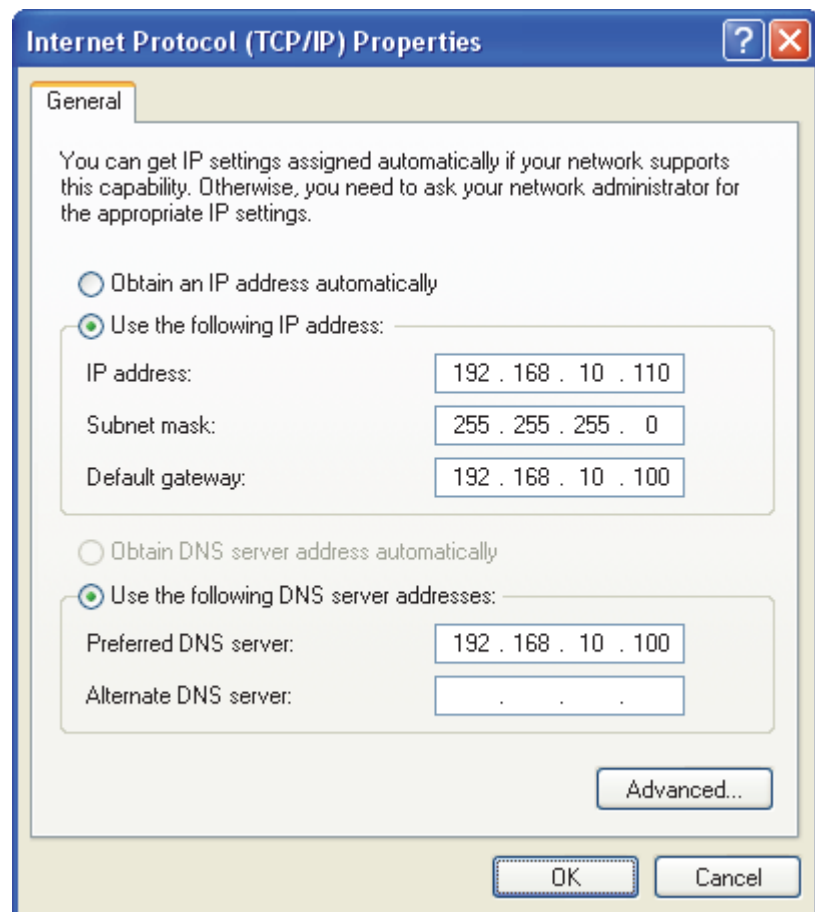 Internet Protocol (TCP/IP) Properties
General
You can get IP settings assigned automatically if your network supports
this capability. Otherwise, you need to ask your network administrator for
the appropriate IP settings.
Obtain an IP address automatically
Use the following IP address:
IP address: 192 . 168 . 10 . 110
Subnet mask: 255 . 255 . 255 . 0
Default gateway: 192 . 168 . 10 . 100
Obtain DNS server address automatically
Use the following DNS server addresses:
Preferred DNS server: 192 . 168 . 10 . 100
Alternate DNS server: . . .
Advanced...
OK Cancel